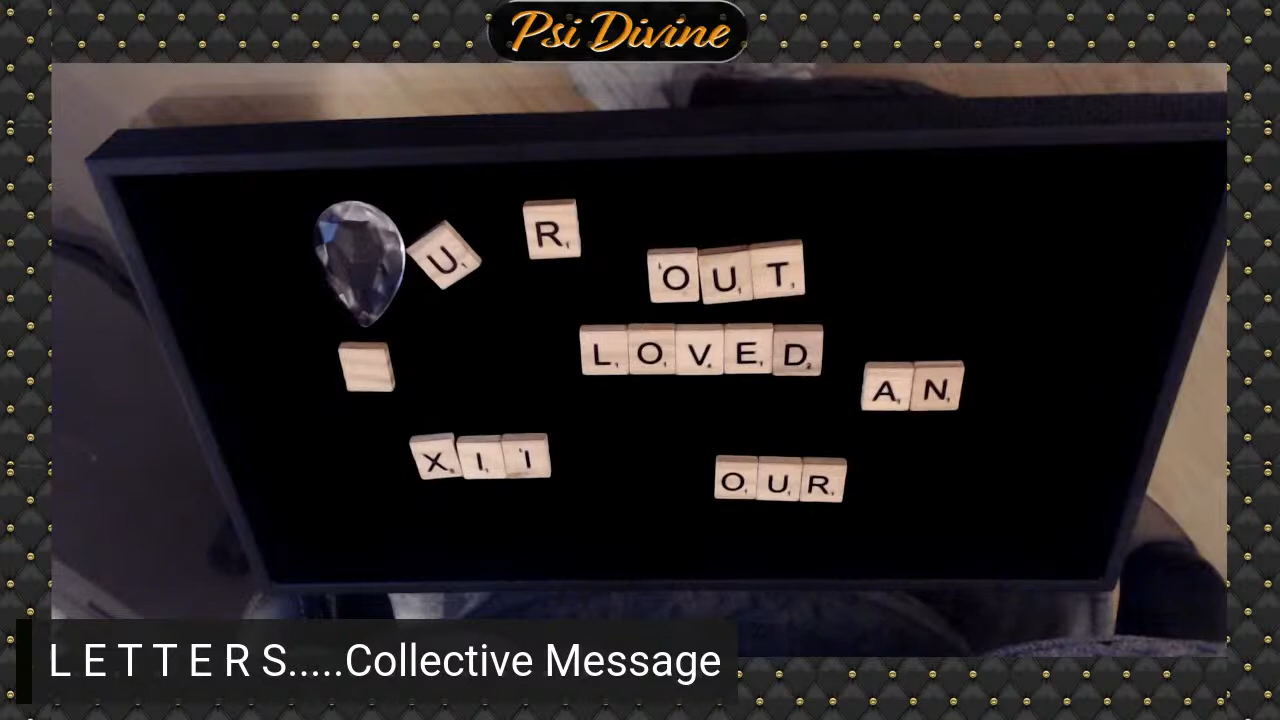 Psi Divine
U R
OUT
LOVED
AN
XII
OUR
L E T T E R S.....Collective Message